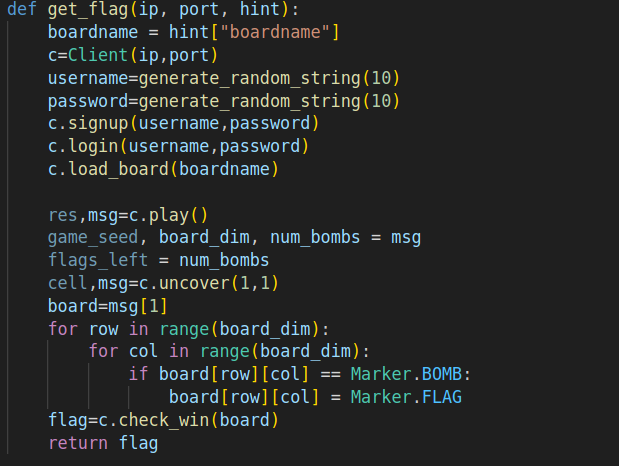 def get_flag(ip, port, hint):
    boardname = hint["boardname"]
    c=Client(ip,port)
    username=generate_random_string(10)
    password=generate_random_string(10)
    c.signup(username,password)
    c.login(username,password)
    c.load_board(boardname)

    res,msg=c.play()
    game_seed, board_dim, num_bombs = msg
    flags_left = num_bombs
    cell,msg=c.uncover(1,1)
    board=msg[1]
    for row in range(board_dim):
        for col in range(board_dim):
            if board[row][col] == Marker.BOMB:
                board[row][col] = Marker.FLAG
    flag=c.check_win(board)
    return flag